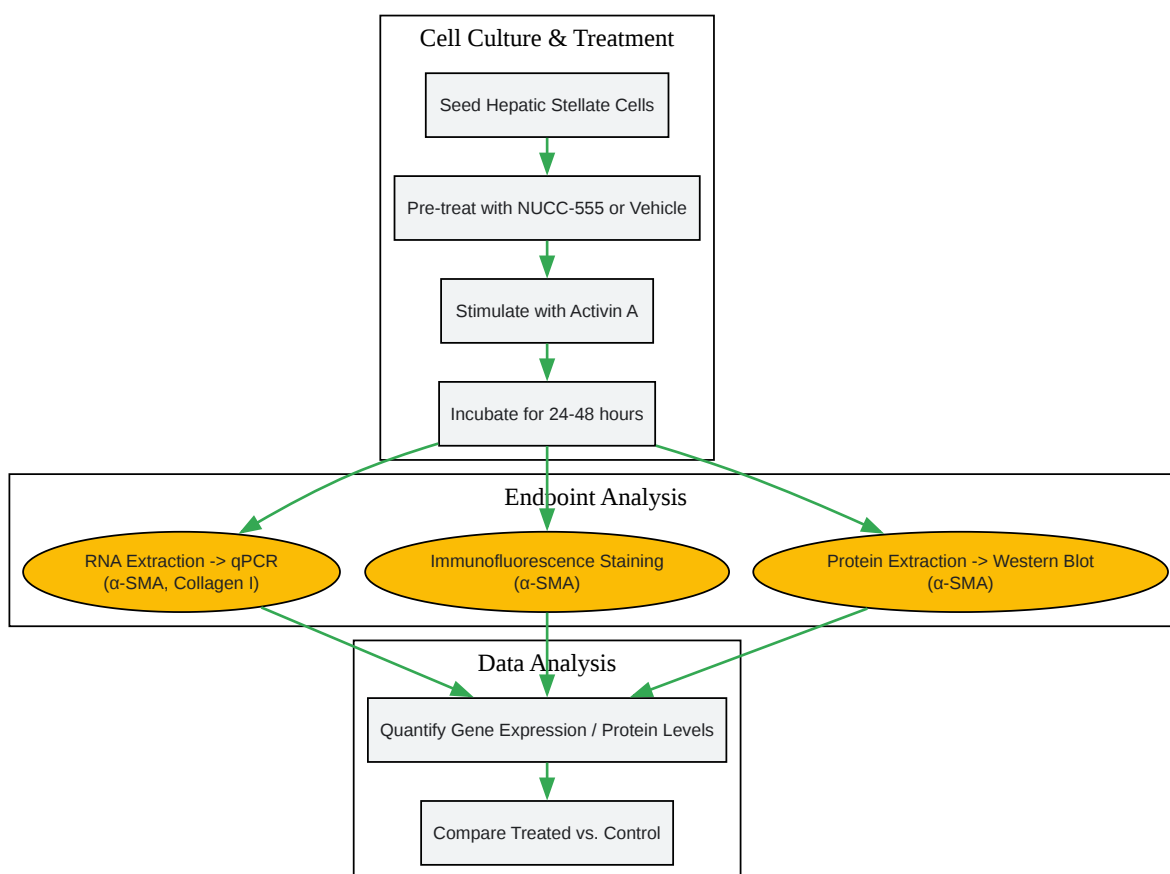 Cell Culture & Treatment
Seed Hepatic Stellate Cells
Pre-treat with NUCC-555 or Vehicle
Stimulate with Activin A
Incubate for 24-48 hours
Endpoint Analysis
RNA Extraction -> qPCR
(α-SMA, Collagen I)
Immunofluorescence Staining
(α-SMA)
Protein Extraction -> Western Blot
(α-SMA)
Data Analysis
Quantify Gene Expression / Protein Levels
Compare Treated vs. Control